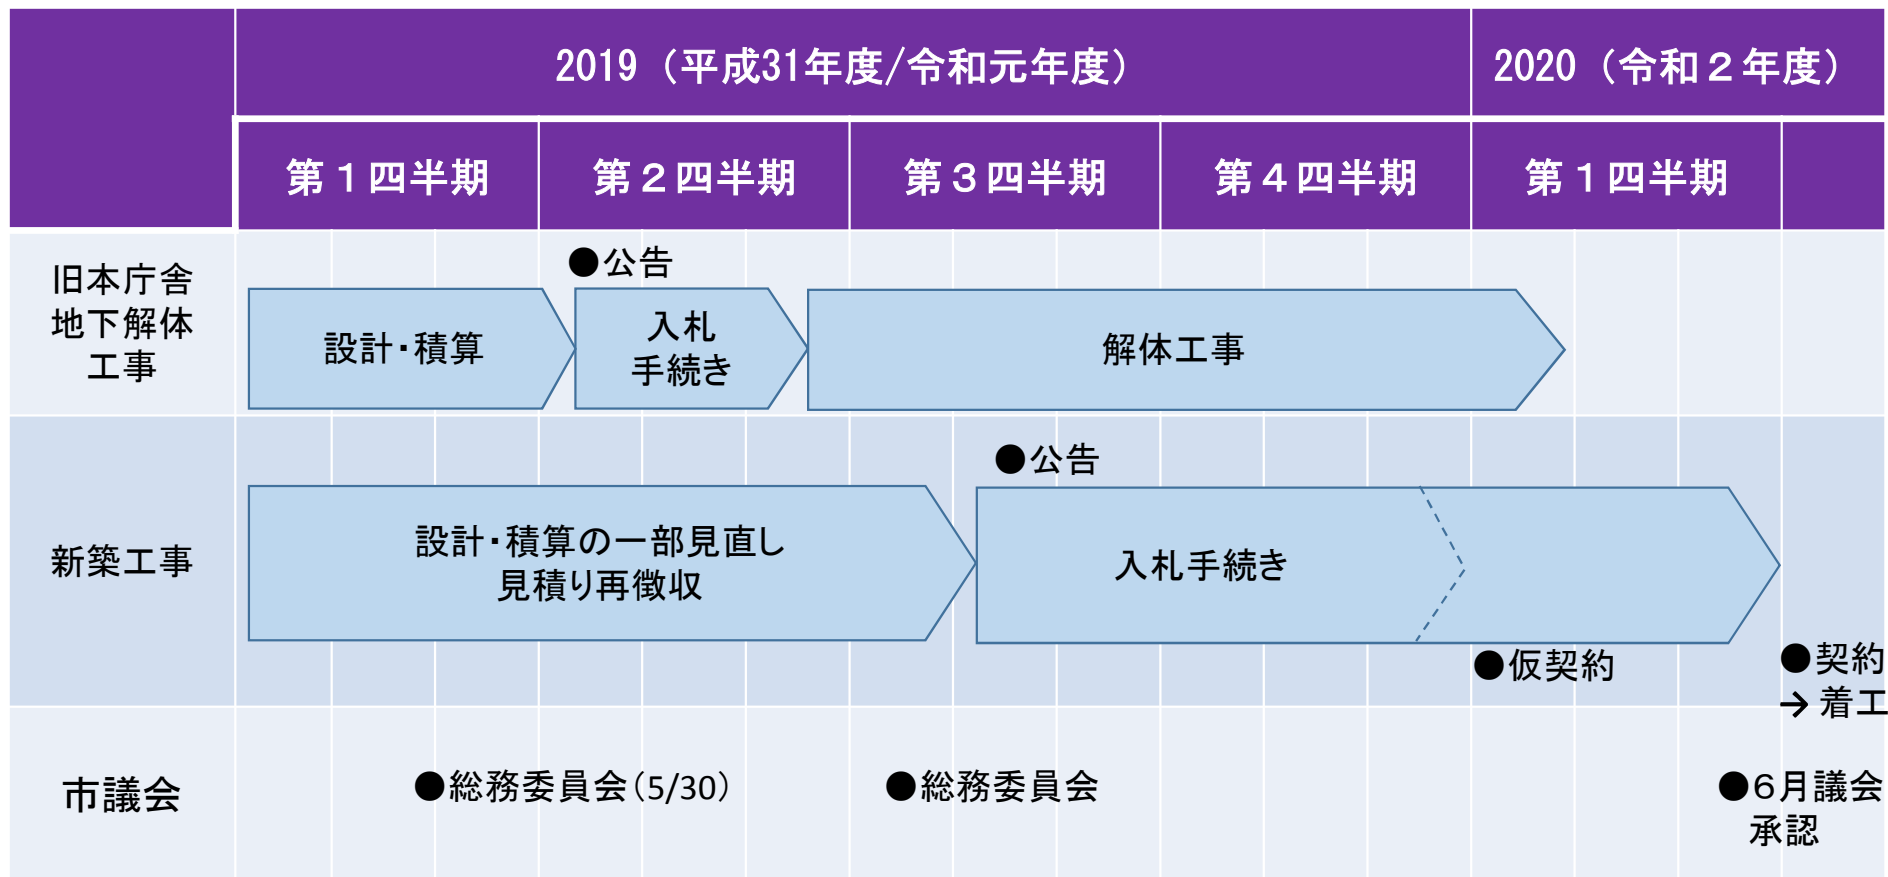 2019（平成31年度/令和元年度）
2020（令和２年度）
第１四半期
第２四半期
第３四半期
第４四半期
第１四半期
旧本庁舎
地下解体
工事
●公告
設計・積算
入札
手続き
解体工事
新築工事
●公告
設計・積算の一部見直し
見積り再徴収
入札手続き
●仮契約
●契約
→ 着工
市議会
●総務委員会（5/30）
●総務委員会
●６月議会
承認